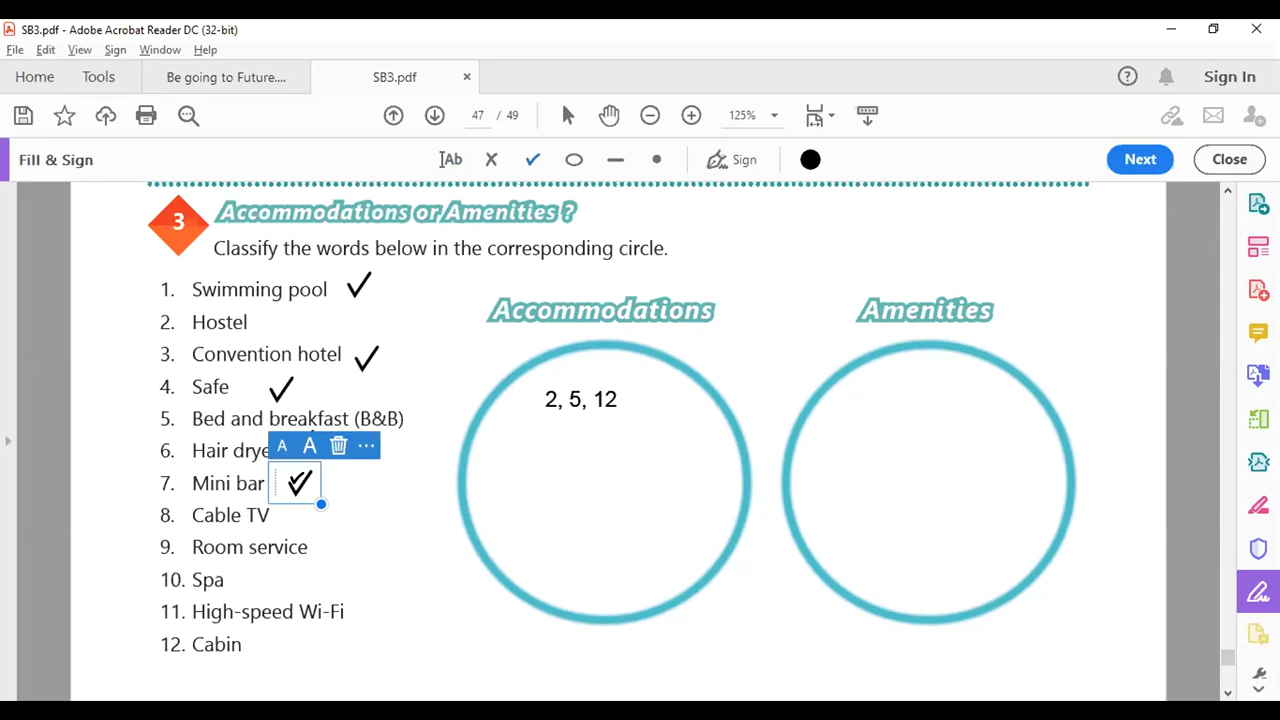 SB3.pdf - Adobe Acrobat Reader DC (32-bit)
File Edit View Sign Window Help
Home Tools Be going to Future.... SB3.pdf × Sign In
47 / 49 125%
Fill & Sign Ab Sign Next Close
3 Accommodations or Amenities ?
Classify the words below in the corresponding circle.
1. Swimming pool
2. Hostel
3. Convention hotel
4. Safe
5. Bed and breakfast (B&B)
6. Hair drye
7. Mini bar
8. Cable TV
9. Room service
10. Spa
11. High-speed Wi-Fi
12. Cabin
A A ...
Accommodations
2, 5, 12
Amenities